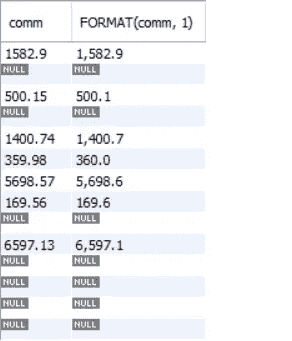 comm FORMAT(comm, 1)
1582.9 1,582.9
NULL NULL
500.15 500.1
NULL NULL
1400.74 1,400.7
359.98 360.0
5698.57 5,698.6
169.56 169.6
NULL NULL
6597.13 6,597.1
NULL NULL
NULL NULL
NULL NULL
NULL NULL